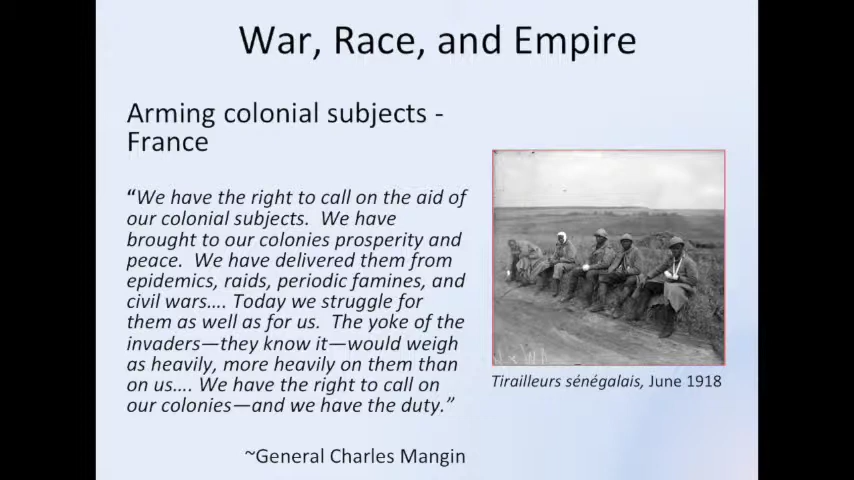 War, Race, and Empire
Arming colonial subjects -
France
“We have the right to call on the aid of
our colonial subjects. We have
brought to our colonies prosperity and
peace. We have delivered them from
epidemics, raids, periodic famines, and
civil wars…. Today we struggle for
them as well as for us. The yoke of the
invaders—they know it—would weigh
as heavily, more heavily on them than
on us…. We have the right to call on
our colonies—and we have the duty.”
~General Charles Mangin
Tirailleurs sénégalais, June 1918